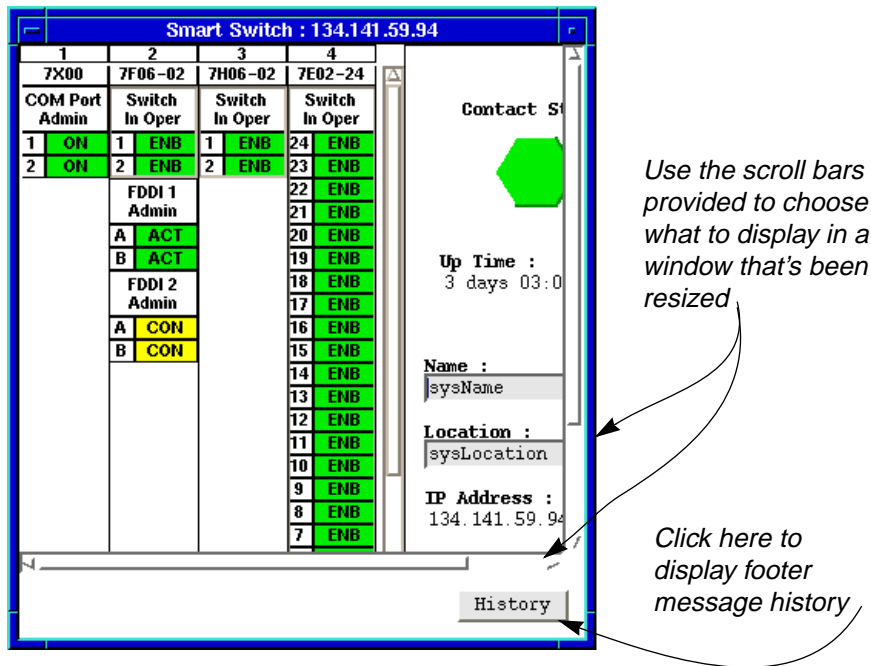 Smart Switch : 134.141.59.94
1 2 3 4
7X00 7F06-02 7H06-02 7E02-24
COM Port Admin
1 ON
2 ON
Switch In Oper
1 ENB
2 ENB
FDDI 1 Admin
A ACT
B ACT
FDDI 2 Admin
A CON
B CON
Switch In Oper
1 ENB
2 ENB
Switch In Oper
24 ENB
23 ENB
22 ENB
21 ENB
20 ENB
19 ENB
18 ENB
17 ENB
16 ENB
15 ENB
14 ENB
13 ENB
12 ENB
11 ENB
10 ENB
9 ENB
8 ENB
7 ENB
Contact St
Up Time :
3 days 03:0
Name :
sysName
Location :
sysLocation
IP Address :
134.141.59.94
History
Use the scroll bars
provided to choose
what to display in a
window that's been
resized
Click here to
display footer
message history